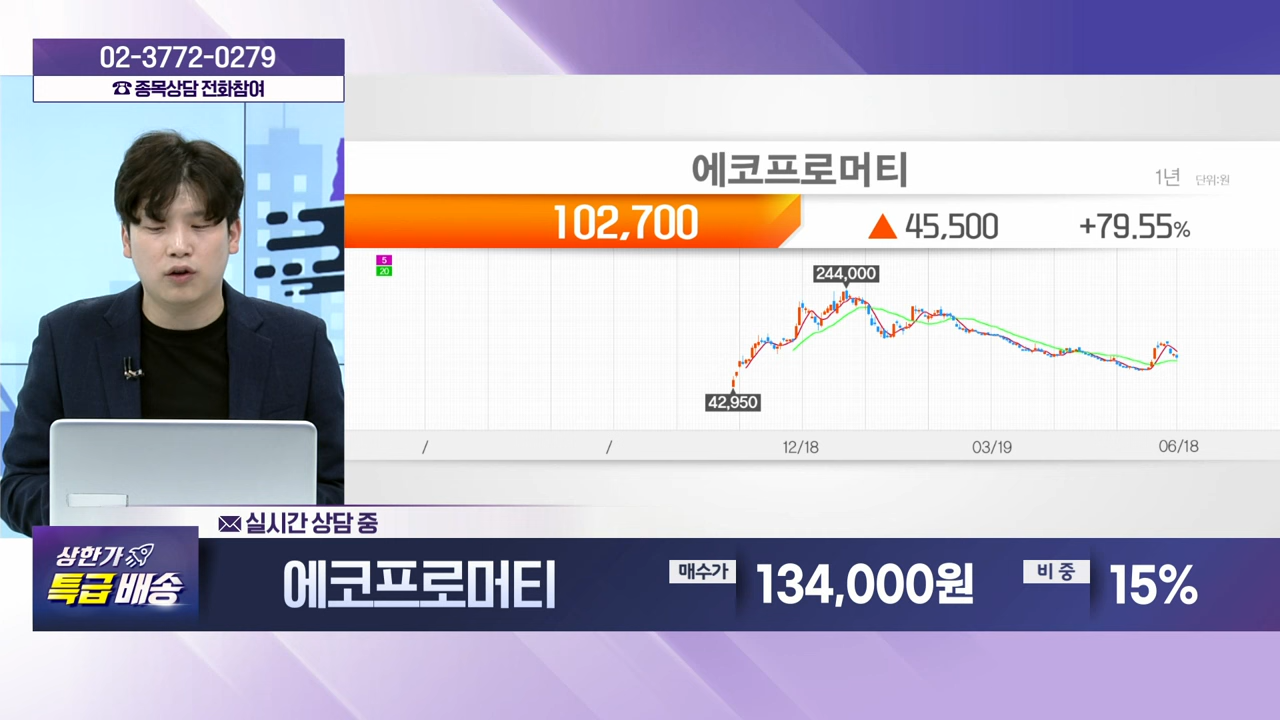 02-3772-0279
☎ 종목상담 전화참여
에코프로머티
1년 단위:원
102,700 ▲ 45,500 +79.55%
5
20
244,000
42,950
/ / 12/18 03/19 06/18
실시간 상담 중
상한가
특급배송
에코프로머티 매수가 134,000원 비중 15%